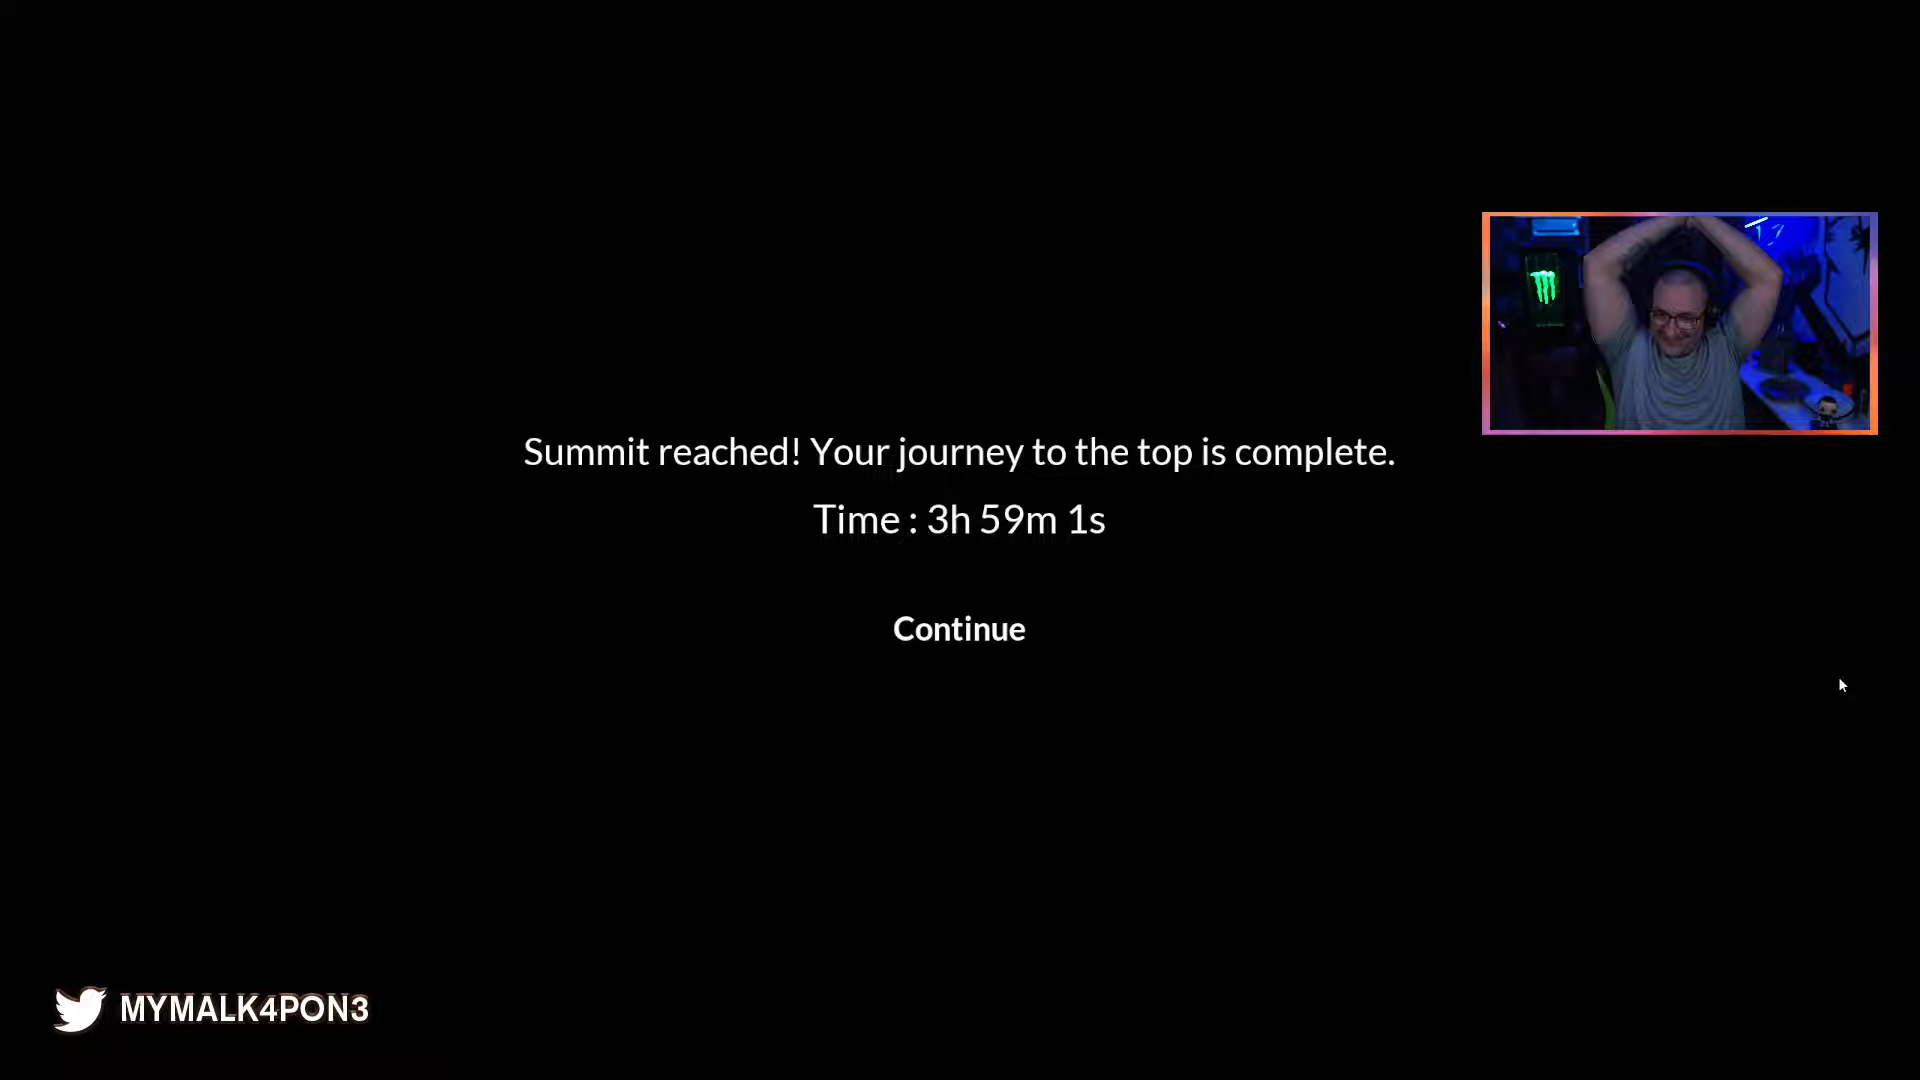 Summit reached! Your journey to the top is complete.
Time : 3h 59m 1s
Continue
MYMALK4PON3